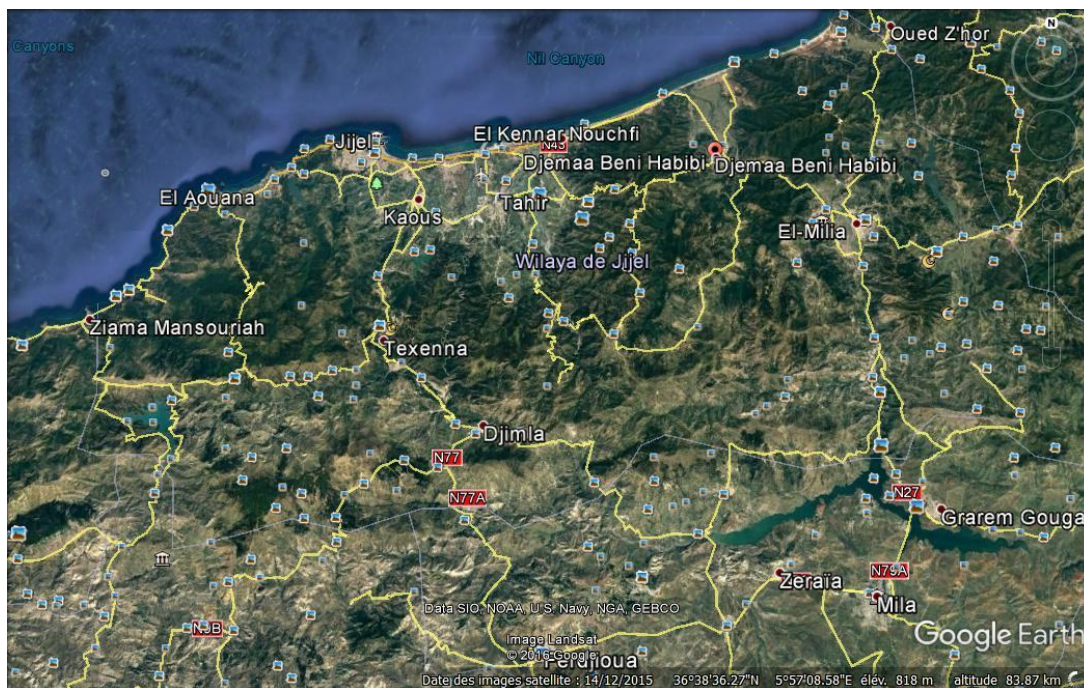 Canyons
Nil Canyon
N
Oued Z'hor
Jijel
El Kennar Nouchfi
N43
Djemaa Beni Habibi
Djemaa Beni Habibi
El Aouana
Kaous
Tahir
El-Milia
Wilaya de Jijel
Ziama Mansouriah
Texenna
Djimla
N77
N77A
N27
Grarem Gouga
Zeraïa
N79A
Mila
Data SIO, NOAA, U.S. Navy, NGA, GEBCO
Image Landsat
© 2016 Google
Ferdjioua
Google Earth
Date des images satellite : 14/12/2015 36°38'36.27"N 5°57'08.58"E élév. 818 m altitude 83.87 km